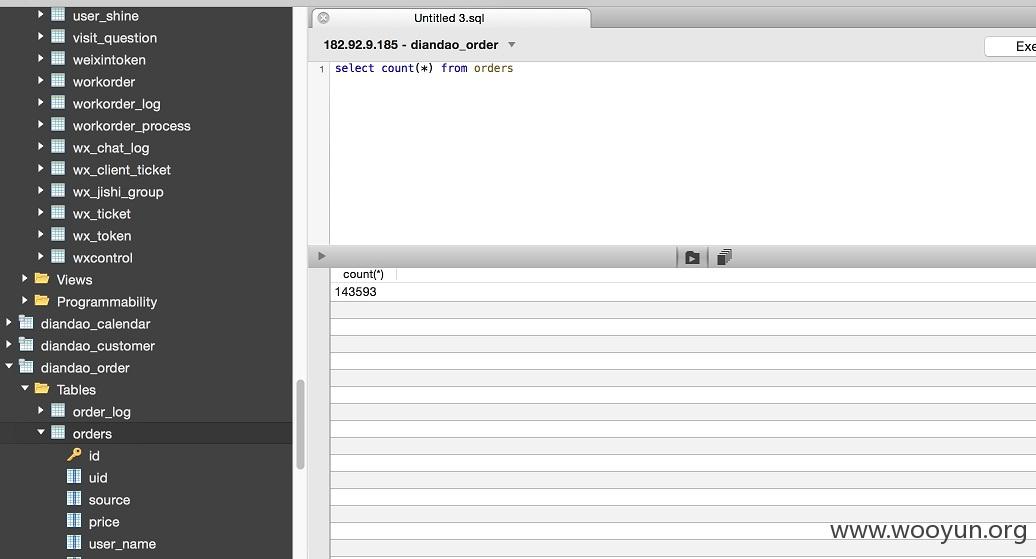 user_shine
visit_question
weixintoken
workorder
workorder_log
workorder_process
wx_chat_log
wx_client_ticket
wx_jishi_group
wx_ticket
wx_token
wxcontrol
Views
Programmability
diandao_calendar
diandao_customer
diandao_order
Tables
order_log
orders
id
uid
source
price
user_name
Untitled 3.sql
182.92.9.185 - diandao_order
Exe
1 select count(*) from orders
count(*)
143593
www.wooyun.org